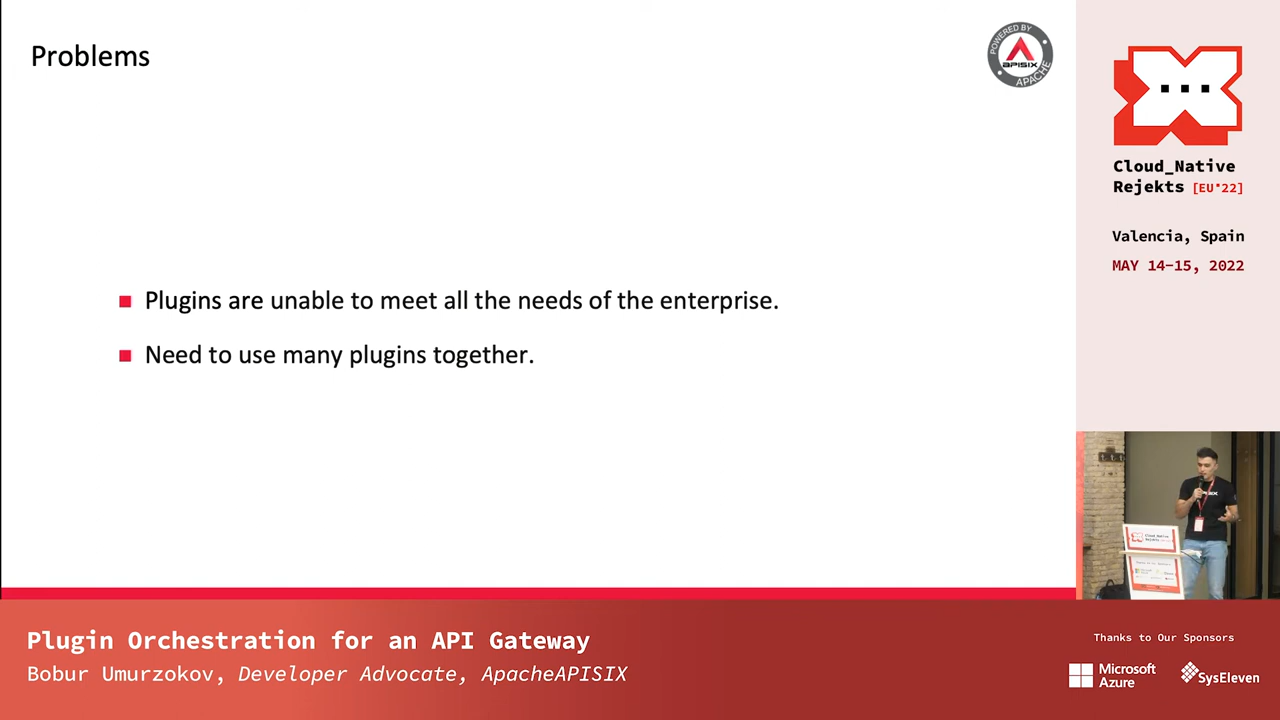 Problems
POWERED BY
APISIX
APACHE
Plugins are unable to meet all the needs of the enterprise.
Need to use many plugins together.
Cloud_Native
Rejekts [EU*22]
Valencia, Spain
MAY 14-15, 2022
Cloud_Native
Rejekts
Plugin Orchestration for an API Gateway
Bobur Umurzokov, Developer Advocate, ApacheAPISIX
Thanks to Our Sponsors
Microsoft
Azure
SysEleven